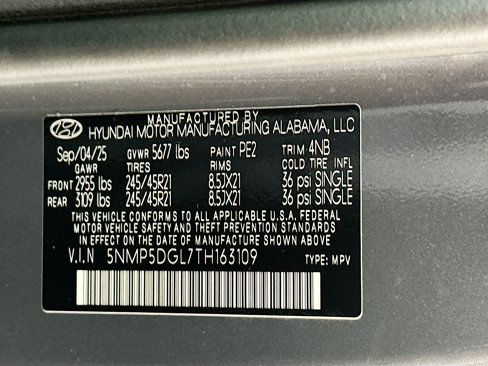 MANUFACTURED BY
HYUNDAI MOTOR MANUFACTURING ALABAMA, LLC
Sep/04/25 GVWR 5677 lbs PAINT PE2 TRIM 4NB
GAWR TIRES RIMS COLD TIRE INFL
FRONT 2955 lbs 245/45R21 8.5JX21 36 psi SINGLE
REAR 3109 lbs 245/45R21 8.5JX21 36 psi SINGLE
THIS VEHICLE CONFORMS TO ALL APPLICABLE U.S.A. FEDERAL
MOTOR VEHICLE SAFETY AND THEFT PREVENTION STANDARDS
IN EFFECT ON THE DATE OF MANUFACTURE SHOWN ABOVE.
V.I.N 5NMP5DGL7TH163109 TYPE: MPV